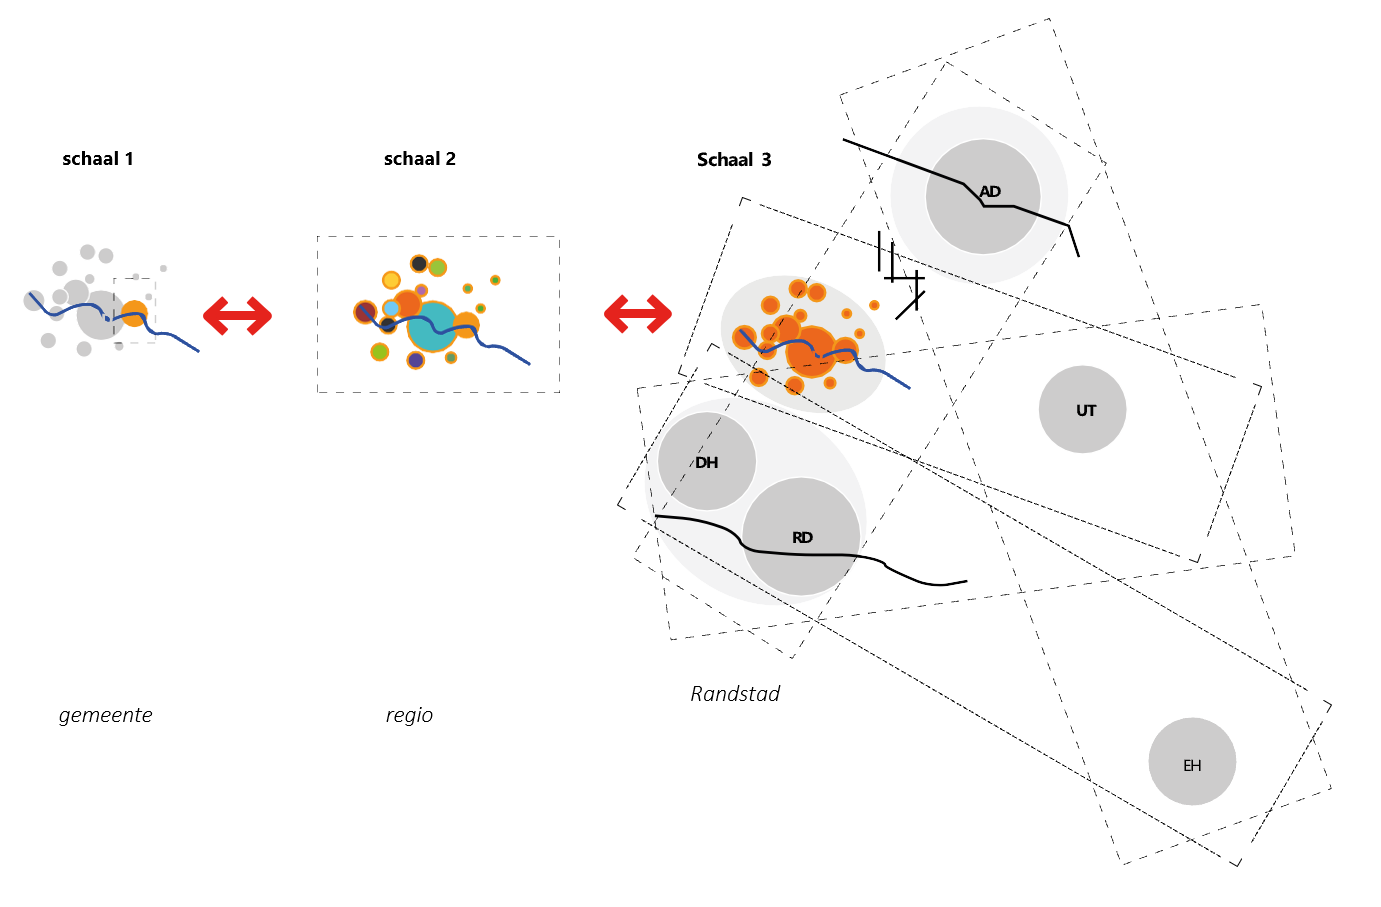 schaal 1
schaal 2
Schaal 3
AD
UT
DH
RD
EH
gemeente
regio
Randstad